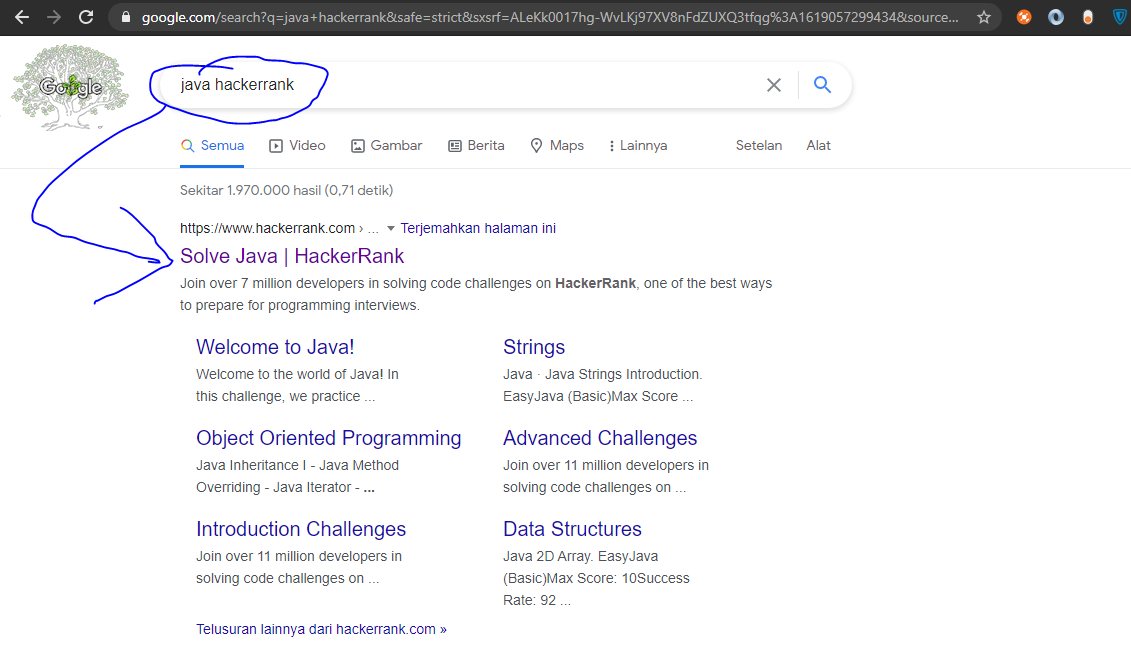 google.com/search?q=java+hackerrank&safe=strict&sxsrf=ALeKk0017hg-WvLKj97XV8nFdZUXQ3tfqg%3A1619057299434&source...
Google
java hackerrank
Semua Video Gambar Berita Maps Lainnya Setelan Alat
Sekitar 1.970.000 hasil (0,71 detik)
https://www.hackerrank.com › ... Terjemahkan halaman ini
Solve Java | HackerRank
Join over 7 million developers in solving code challenges on HackerRank, one of the best ways
to prepare for programming interviews.
Welcome to Java!
Welcome to the world of Java! In
this challenge, we practice ...
Strings
Java · Java Strings Introduction.
EasyJava (Basic)Max Score ...
Object Oriented Programming
Java Inheritance I - Java Method
Overriding - Java Iterator - ...
Advanced Challenges
Join over 11 million developers in
solving code challenges on ...
Introduction Challenges
Join over 11 million developers in
solving code challenges on ...
Data Structures
Java 2D Array. EasyJava
(Basic)Max Score: 10Success
Rate: 92 ...
Telusuran lainnya dari hackerrank.com »